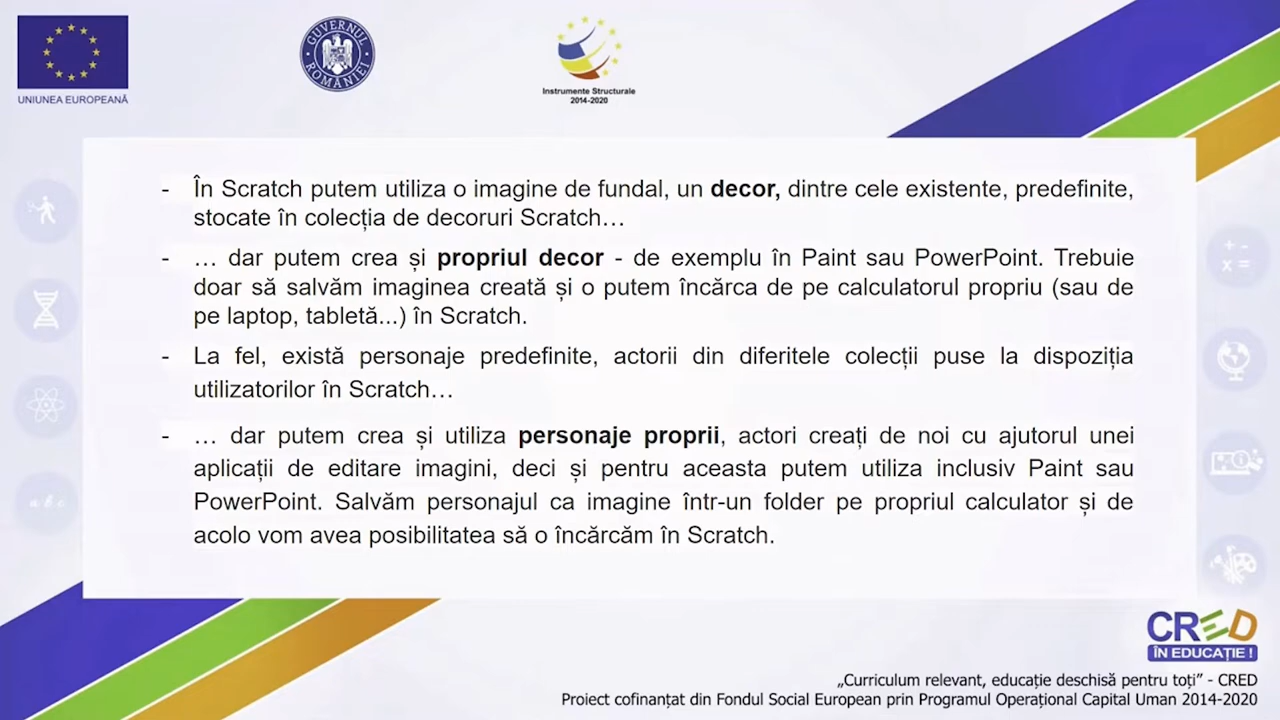 UNIUNEA EUROPEANĂ
GUVERNUL ROMÂNIEI
Instrumente Structurale
2014-2020
- În Scratch putem utiliza o imagine de fundal, un decor, dintre cele existente, predefinite,
stocate în colecția de decoruri Scratch…
- … dar putem crea și propriul decor - de exemplu în Paint sau PowerPoint. Trebuie
doar să salvăm imaginea creată și o putem încărca de pe calculatorul propriu (sau de
pe laptop, tabletă...) în Scratch.
- La fel, există personaje predefinite, actorii din diferitele colecții puse la dispoziția
utilizatorilor în Scratch…
- … dar putem crea și utiliza personaje proprii, actori creați de noi cu ajutorul unei
aplicații de editare imagini, deci și pentru aceasta putem utiliza inclusiv Paint sau
PowerPoint. Salvăm personajul ca imagine într-un folder pe propriul calculator și de
acolo vom avea posibilitatea să o încărcăm în Scratch.
+ -
x =
abc
CRED
ÎN EDUCAȚIE !
„Curriculum relevant, educație deschisă pentru toți” - CRED
Proiect cofinanțat din Fondul Social European prin Programul Operațional Capital Uman 2014-2020